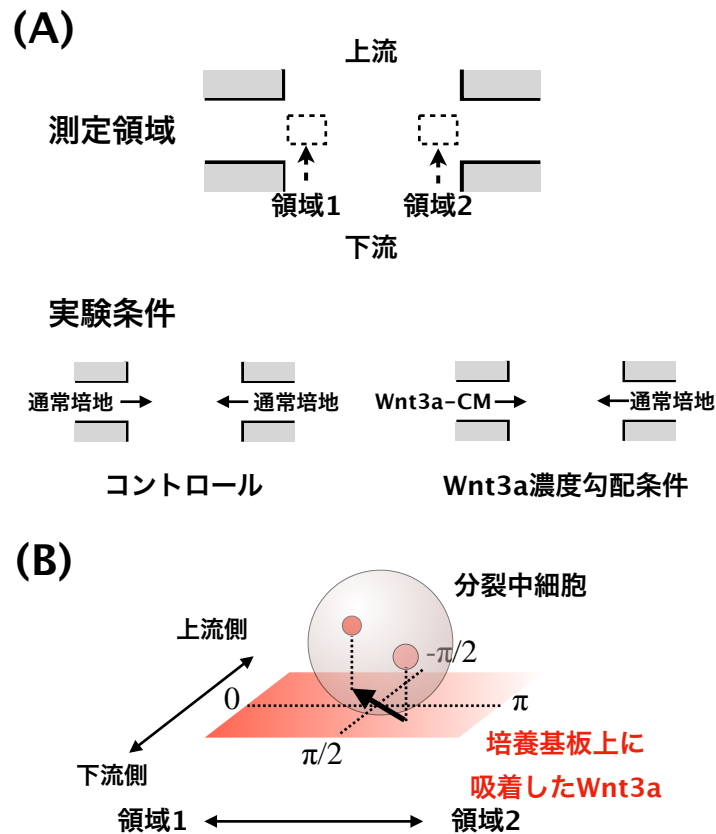 (A)
上流
測定領域
領域1
領域2
下流
実験条件
通常培地
通常培地
Wnt3a-CM
通常培地
コントロール
Wnt3a濃度勾配条件
(B)
分裂中細胞
上流側
-π/2
0
π
π/2
培養基板上に
吸着したWnt3a
下流側
領域1
領域2